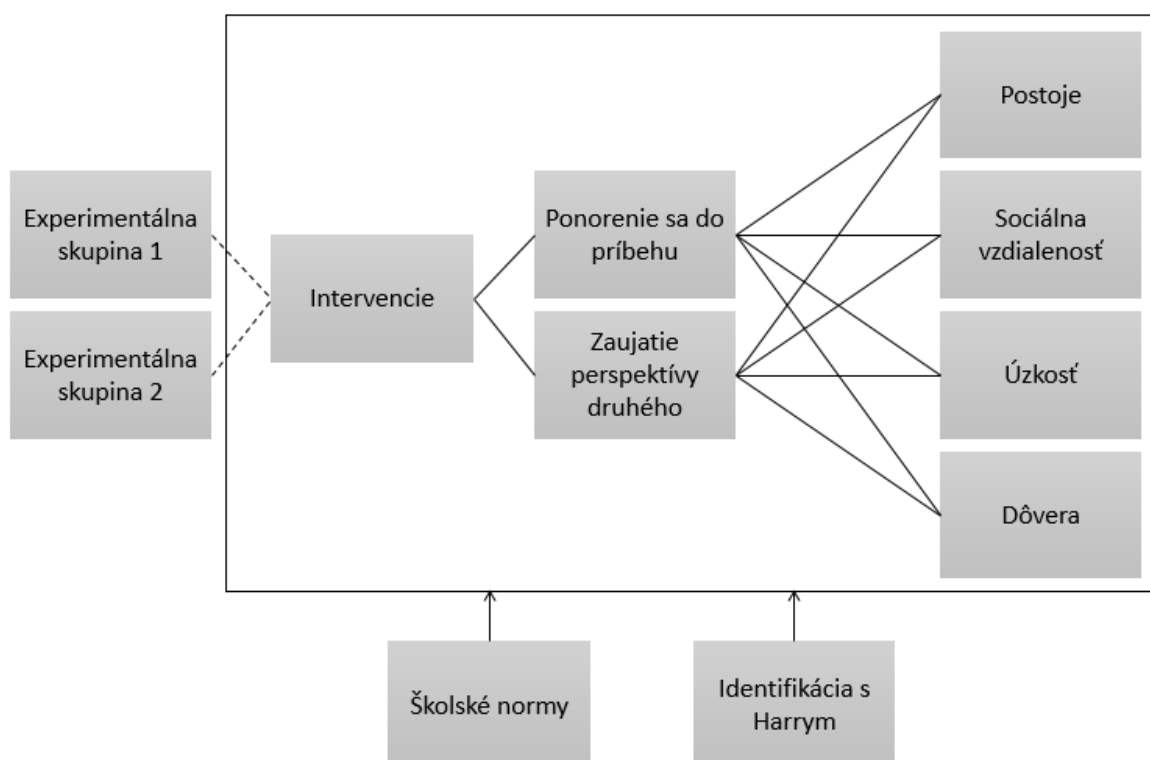 Experimentálna
skupina 1
Experimentálna
skupina 2
Intervencie
Ponorenie sa do
príbehu
Zaujatie
perspektívy
druhého
Postoje
Sociálna
vzdialenosť
Úzkosť
Dôvera
Školské normy
Identifikácia s
Harrym